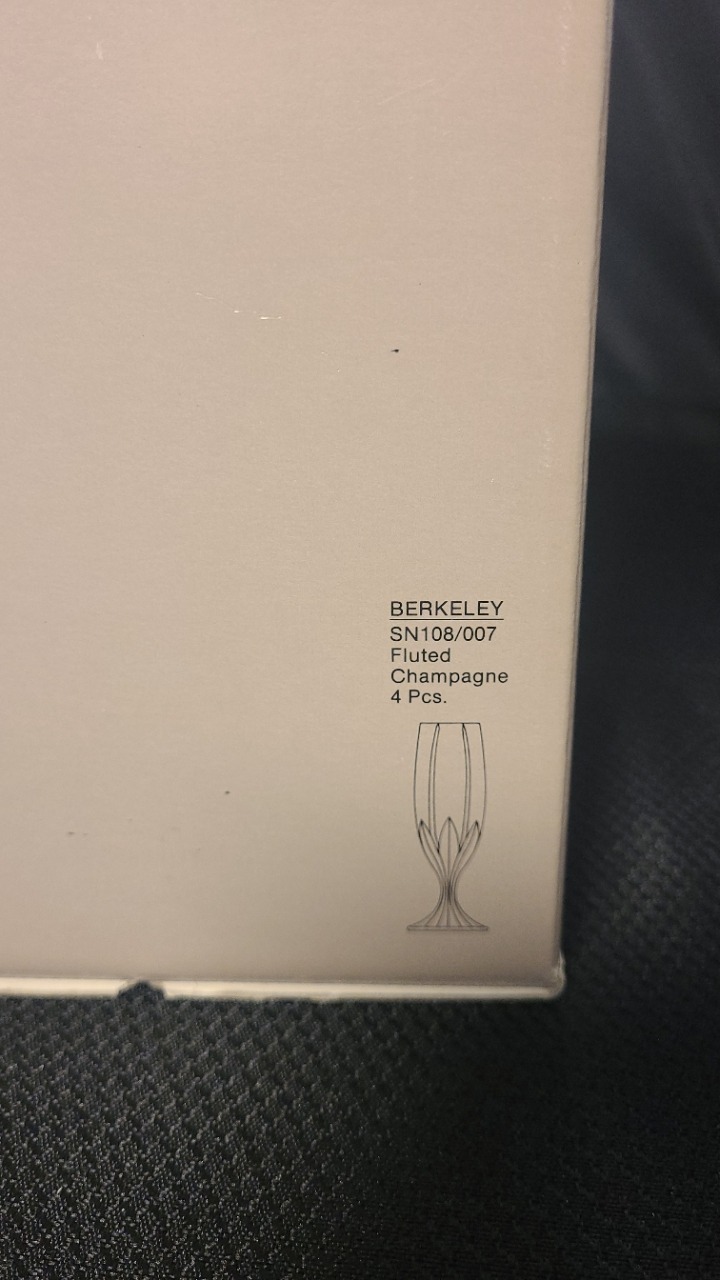 BERKELEY
SN108/007
Fluted
Champagne
4 Pcs.